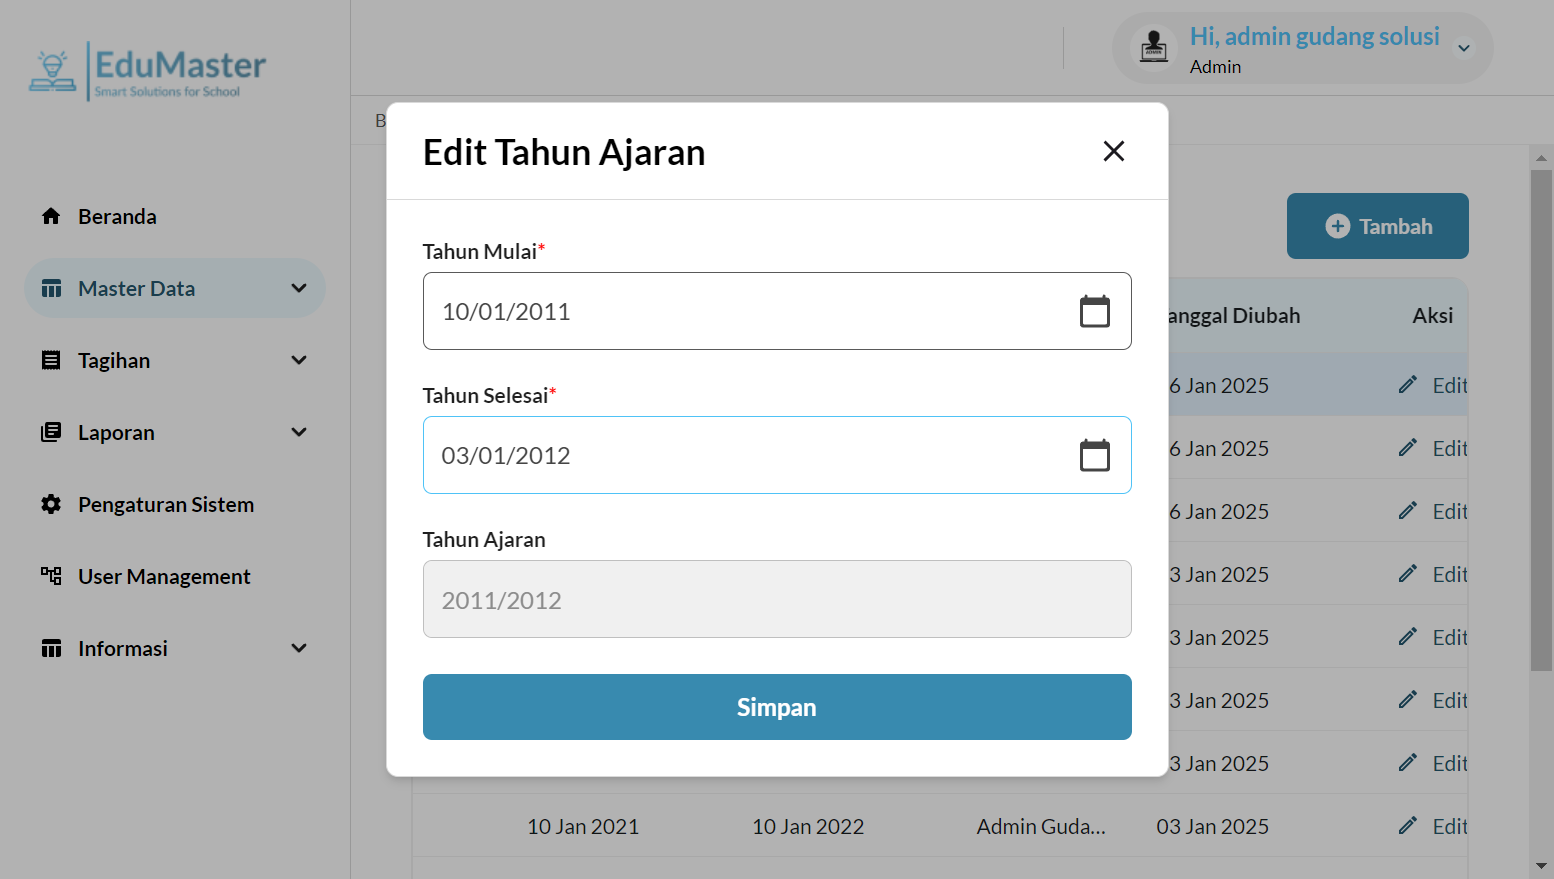 EduMaster
Smart Solutions for School
Hi, admin gudang solusi
Admin
Beranda
Master Data
Tagihan
Laporan
Pengaturan Sistem
User Management
Informasi
B
Edit Tahun Ajaran
Tahun Mulai*
10/01/2011
Tahun Selesai*
03/01/2012
Tahun Ajaran
2011/2012
Simpan
Tambah
anggal Diubah Aksi
6 Jan 2025 Edit
6 Jan 2025 Edit
6 Jan 2025 Edit
3 Jan 2025 Edit
3 Jan 2025 Edit
3 Jan 2025 Edit
3 Jan 2025 Edit
10 Jan 2021 10 Jan 2022 Admin Guda... 03 Jan 2025 Edit